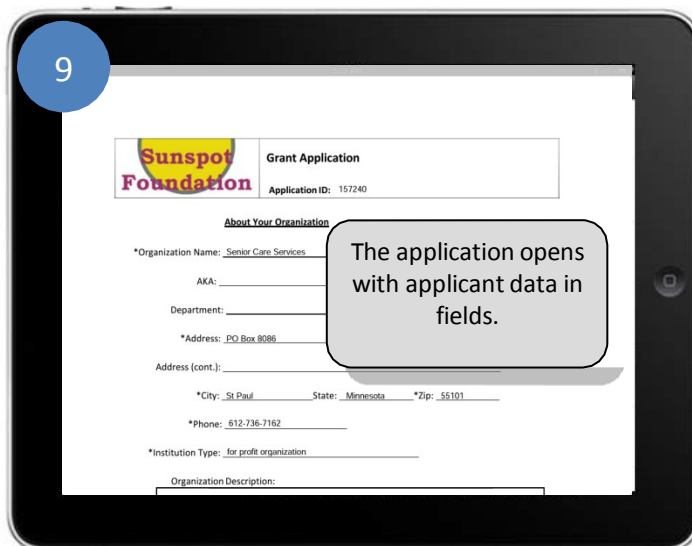 9
Sunspot
Foundation
Grant Application
Application ID: 157240
About Your Organization
*Organization Name: Senior Care Services
AKA:
Department:
*Address: PO Box 8086
Address (cont.):
*City: St Paul State: Minnesota *Zip: 55101
*Phone: 612-736-7162
*Institution Type: for profit organization
Organization Description:
The application opens
with applicant data in
fields.